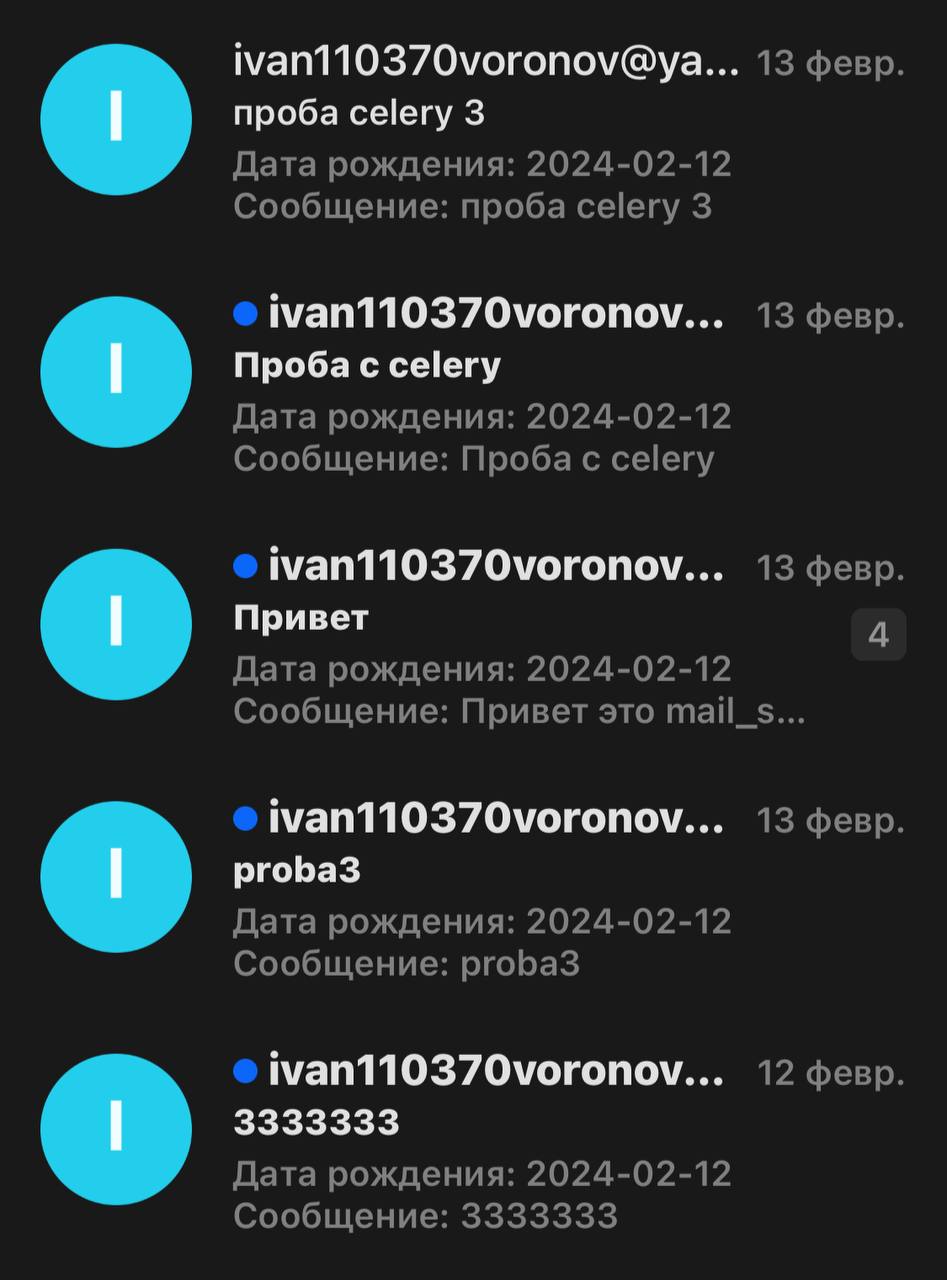 I
ivan110370voronov@ya... 13 февр.
проба celery 3
Дата рождения: 2024-02-12
Сообщение: проба celery 3
I
ivan110370voronov... 13 февр.
Проба с celery
Дата рождения: 2024-02-12
Сообщение: Проба с celery
I
ivan110370voronov... 13 февр.
Привет
4
Дата рождения: 2024-02-12
Сообщение: Привет это mail_s...
I
ivan110370voronov... 13 февр.
proba3
Дата рождения: 2024-02-12
Сообщение: proba3
I
ivan110370voronov... 12 февр.
3333333
Дата рождения: 2024-02-12
Сообщение: 3333333